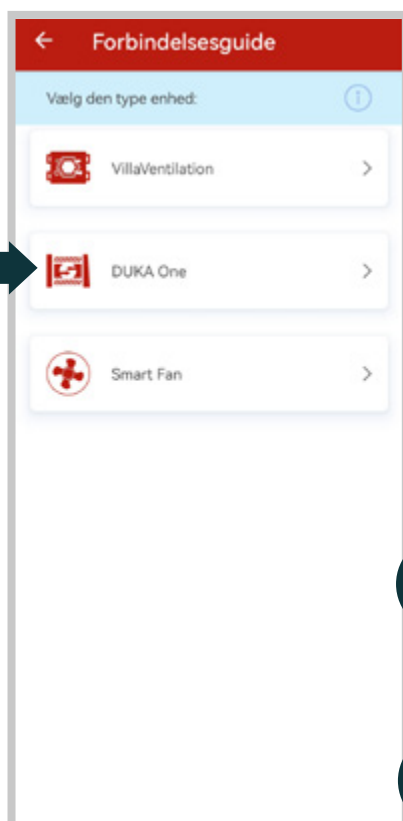 Forbindelsesguide
Vælg den type enhed:
VillaVentilation
DUKA One
Smart Fan